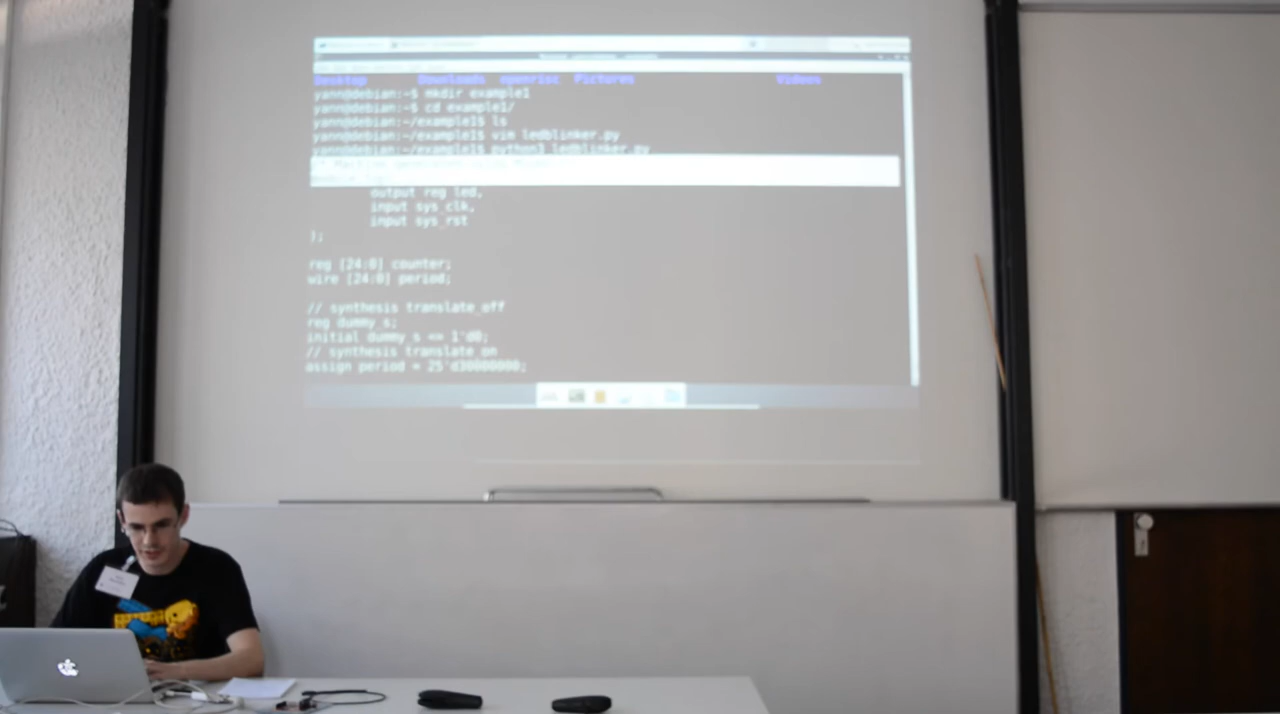 Desktop Downloads openrisc Pictures Videos
yann@debian:~$ mkdir example1
yann@debian:~$ cd example1/
yann@debian:~/example1$ ls
yann@debian:~/example1$ vim ledblinker.py
yann@debian:~/example1$ python3 ledblinker.py
output reg led,
input sys_clk,
input sys_rst
);
reg [24:0] counter;
wire [24:0] period;
// synthesis translate_off
reg dummy_s;
initial dummy_s <= 1'd0;
// synthesis translate_on
assign period = 25'd30000000;